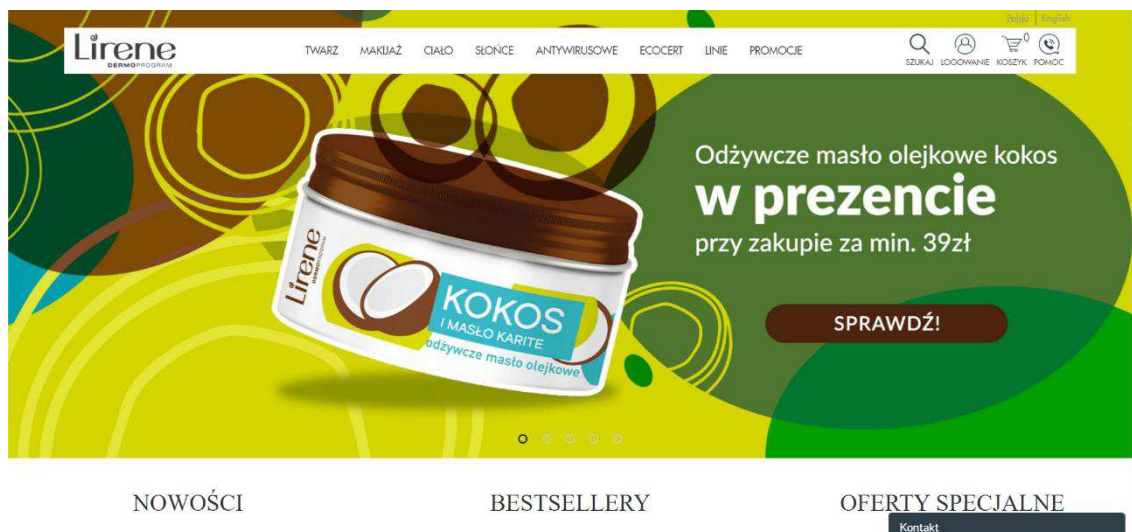 Polski English
Lirene
DERMOPROGRAM
TWARZ MAKIJAŻ CIAŁO SŁOŃCE ANTYWIRUSOWE ECOCERT LINIE PROMOCJE
0
SZUKAJ LOGOWANIE KOSZYK POMOC
Odżywcze masło olejkowe kokos
w prezencie
przy zakupie za min. 39zł
SPRAWDŹ!
Lirene
DERMOPROGRAM
KOKOS
I MASŁO KARITE
odżywcze masło olejkowe
NOWOŚCI
BESTSELLERY
OFERTY SPECJALNE
Kontakt